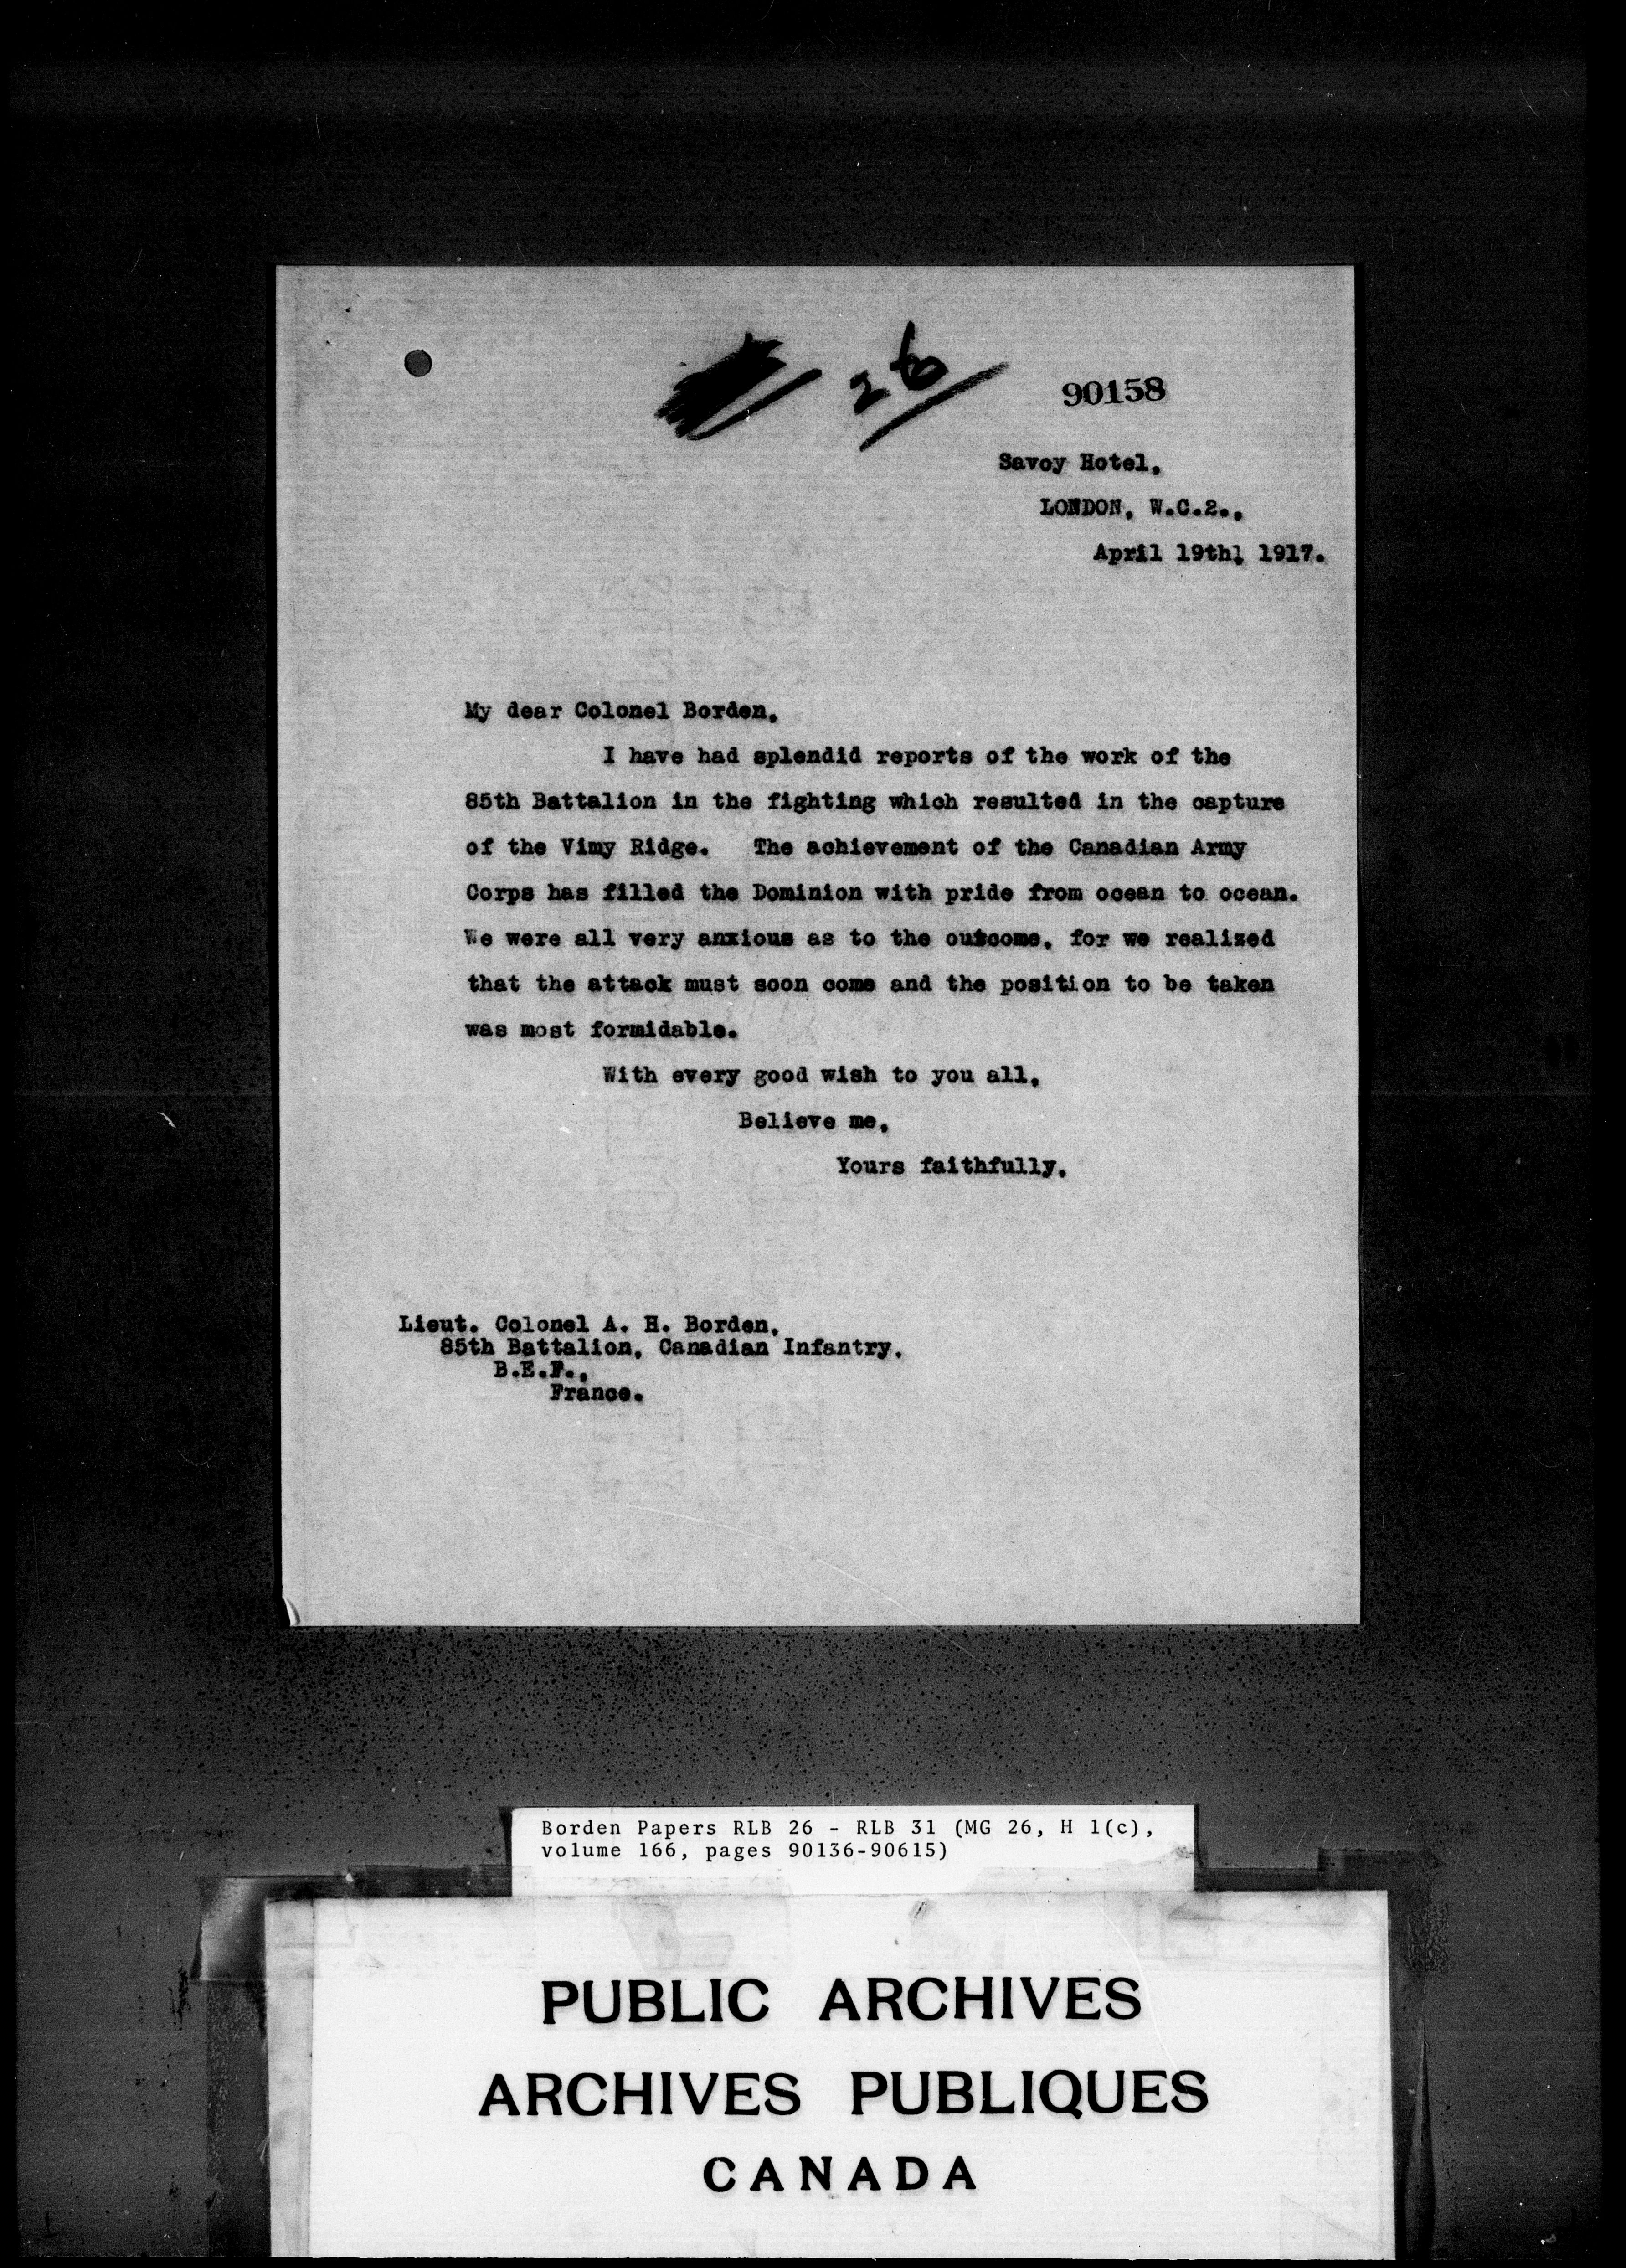 26
90158
Savoy Hotel,
LONDON, W.C.2.,
April 19th, 1917.
My dear Colonel Borden,
I have had splendid reports of the work of the
85th Battalion in the fighting which resulted in the capture
of the Vimy Ridge. The achievement of the Canadian Army
Corps has filled the Dominion with pride from ocean to ocean.
We were all very anxious as to the outcome, for we realized
that the attack must soon come and the position to be taken
was most formidable.
With every good wish to you all,
Believe me,
Yours faithfully,
Lieut. Colonel A. H. Borden,
85th Battalion, Canadian Infantry,
B.E.F.,
France.
Borden Papers RLB 26 - RLB 31 (MG 26, H 1(c),
volume 166, pages 90136-90615)
PUBLIC ARCHIVES
ARCHIVES PUBLIQUES
CANADA